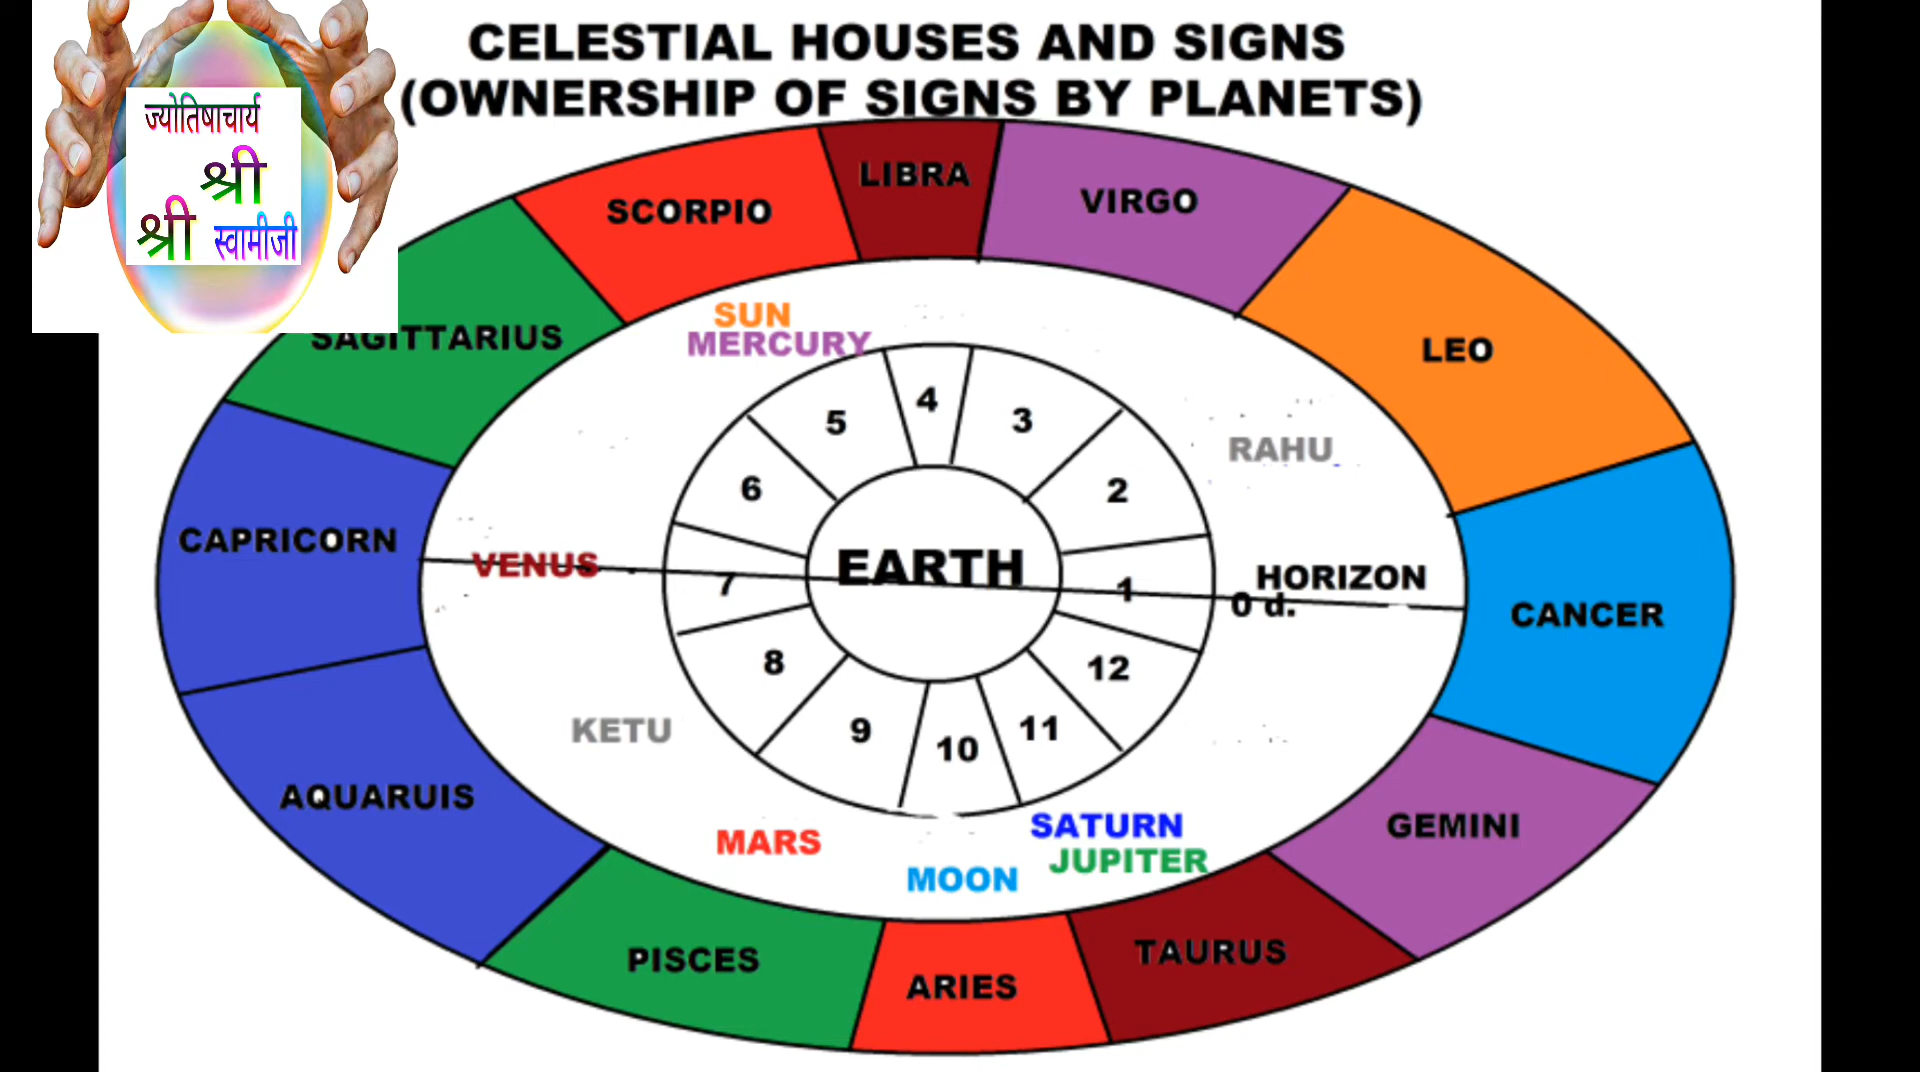 CELESTIAL HOUSES AND SIGNS
(OWNERSHIP OF SIGNS BY PLANETS)
ज्योतिषाचार्य
श्री
श्री स्वामीजी
LIBRA
SCORPIO
VIRGO
SAGITTARIUS
LEO
SUN
MERCURY
4
5
3
RAHU
6
2
CAPRICORN
VENUS
EARTH
HORIZON
7
1
0 d.
CANCER
8
12
KETU
9
10
11
AQUARUIS
MARS
SATURN
GEMINI
MOON
JUPITER
PISCES
ARIES
TAURUS